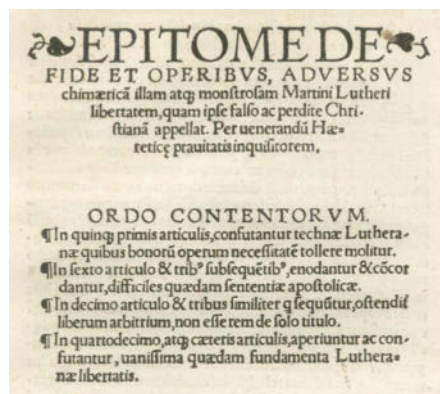 EPITOME DE
FIDE ET OPERIBVS, ADVERSVS
chimæricā illam atq; monſtroſam Martini Lutheri
libertatem, quam ipſe falſo ac perdite Chri-
ſtianā appellat. Per uenerandū Hæ-
reticę prauitatis inquiſitorem.
ORDO CONTENTORVM.
¶In quinq; primis articulis, confutantur technæ Luthera-
næ quibus bonorū operum neceſſitatē tollere molitur.
¶In ſexto articulo & tribꝰ ſubſequētibꝰ, enodantur & cōcor
dantur, difficiles quædam ſententiæ apoſtolicæ.
¶In decimo articulo & tribus ſimiliter q ſequūtur, oſtendit
liberum arbitrium, non eſſe rem de ſolo titulo.
¶In quartodecimo, atq; cæteris articulis, aperiuntur ac con-
futantur, uaniſſima quædam fundamenta Luthera-
næ libertatis.